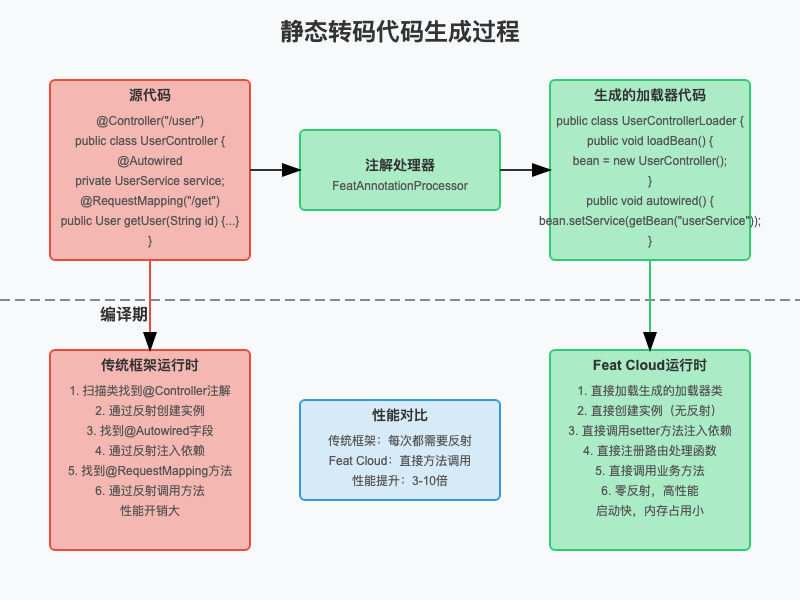 静态转码代码生成过程
源代码
@Controller("/user")
public class UserController {
@Autowired
private UserService service;
@RequestMapping("/get")
public User getUser(String id) {...}
}
注解处理器
FeatAnnotationProcessor
生成的加载器代码
public class UserControllerLoader {
public void loadBean() {
bean = new UserController();
}
public void autowired() {
bean.setService(getBean("userService"));
}
编译期
传统框架运行时
1. 扫描类找到@Controller注解
2. 通过反射创建实例
3. 找到@Autowired字段
4. 通过反射注入依赖
5. 找到@RequestMapping方法
6. 通过反射调用方法
性能开销大
性能对比
传统框架：每次都需要反射
Feat Cloud：直接方法调用
性能提升：3-10倍
Feat Cloud运行时
1. 直接加载生成的加载器类
2. 直接创建实例（无反射）
3. 直接调用setter方法注入依赖
4. 直接注册路由处理函数
5. 直接调用业务方法
6. 零反射，高性能
启动快，内存占用小